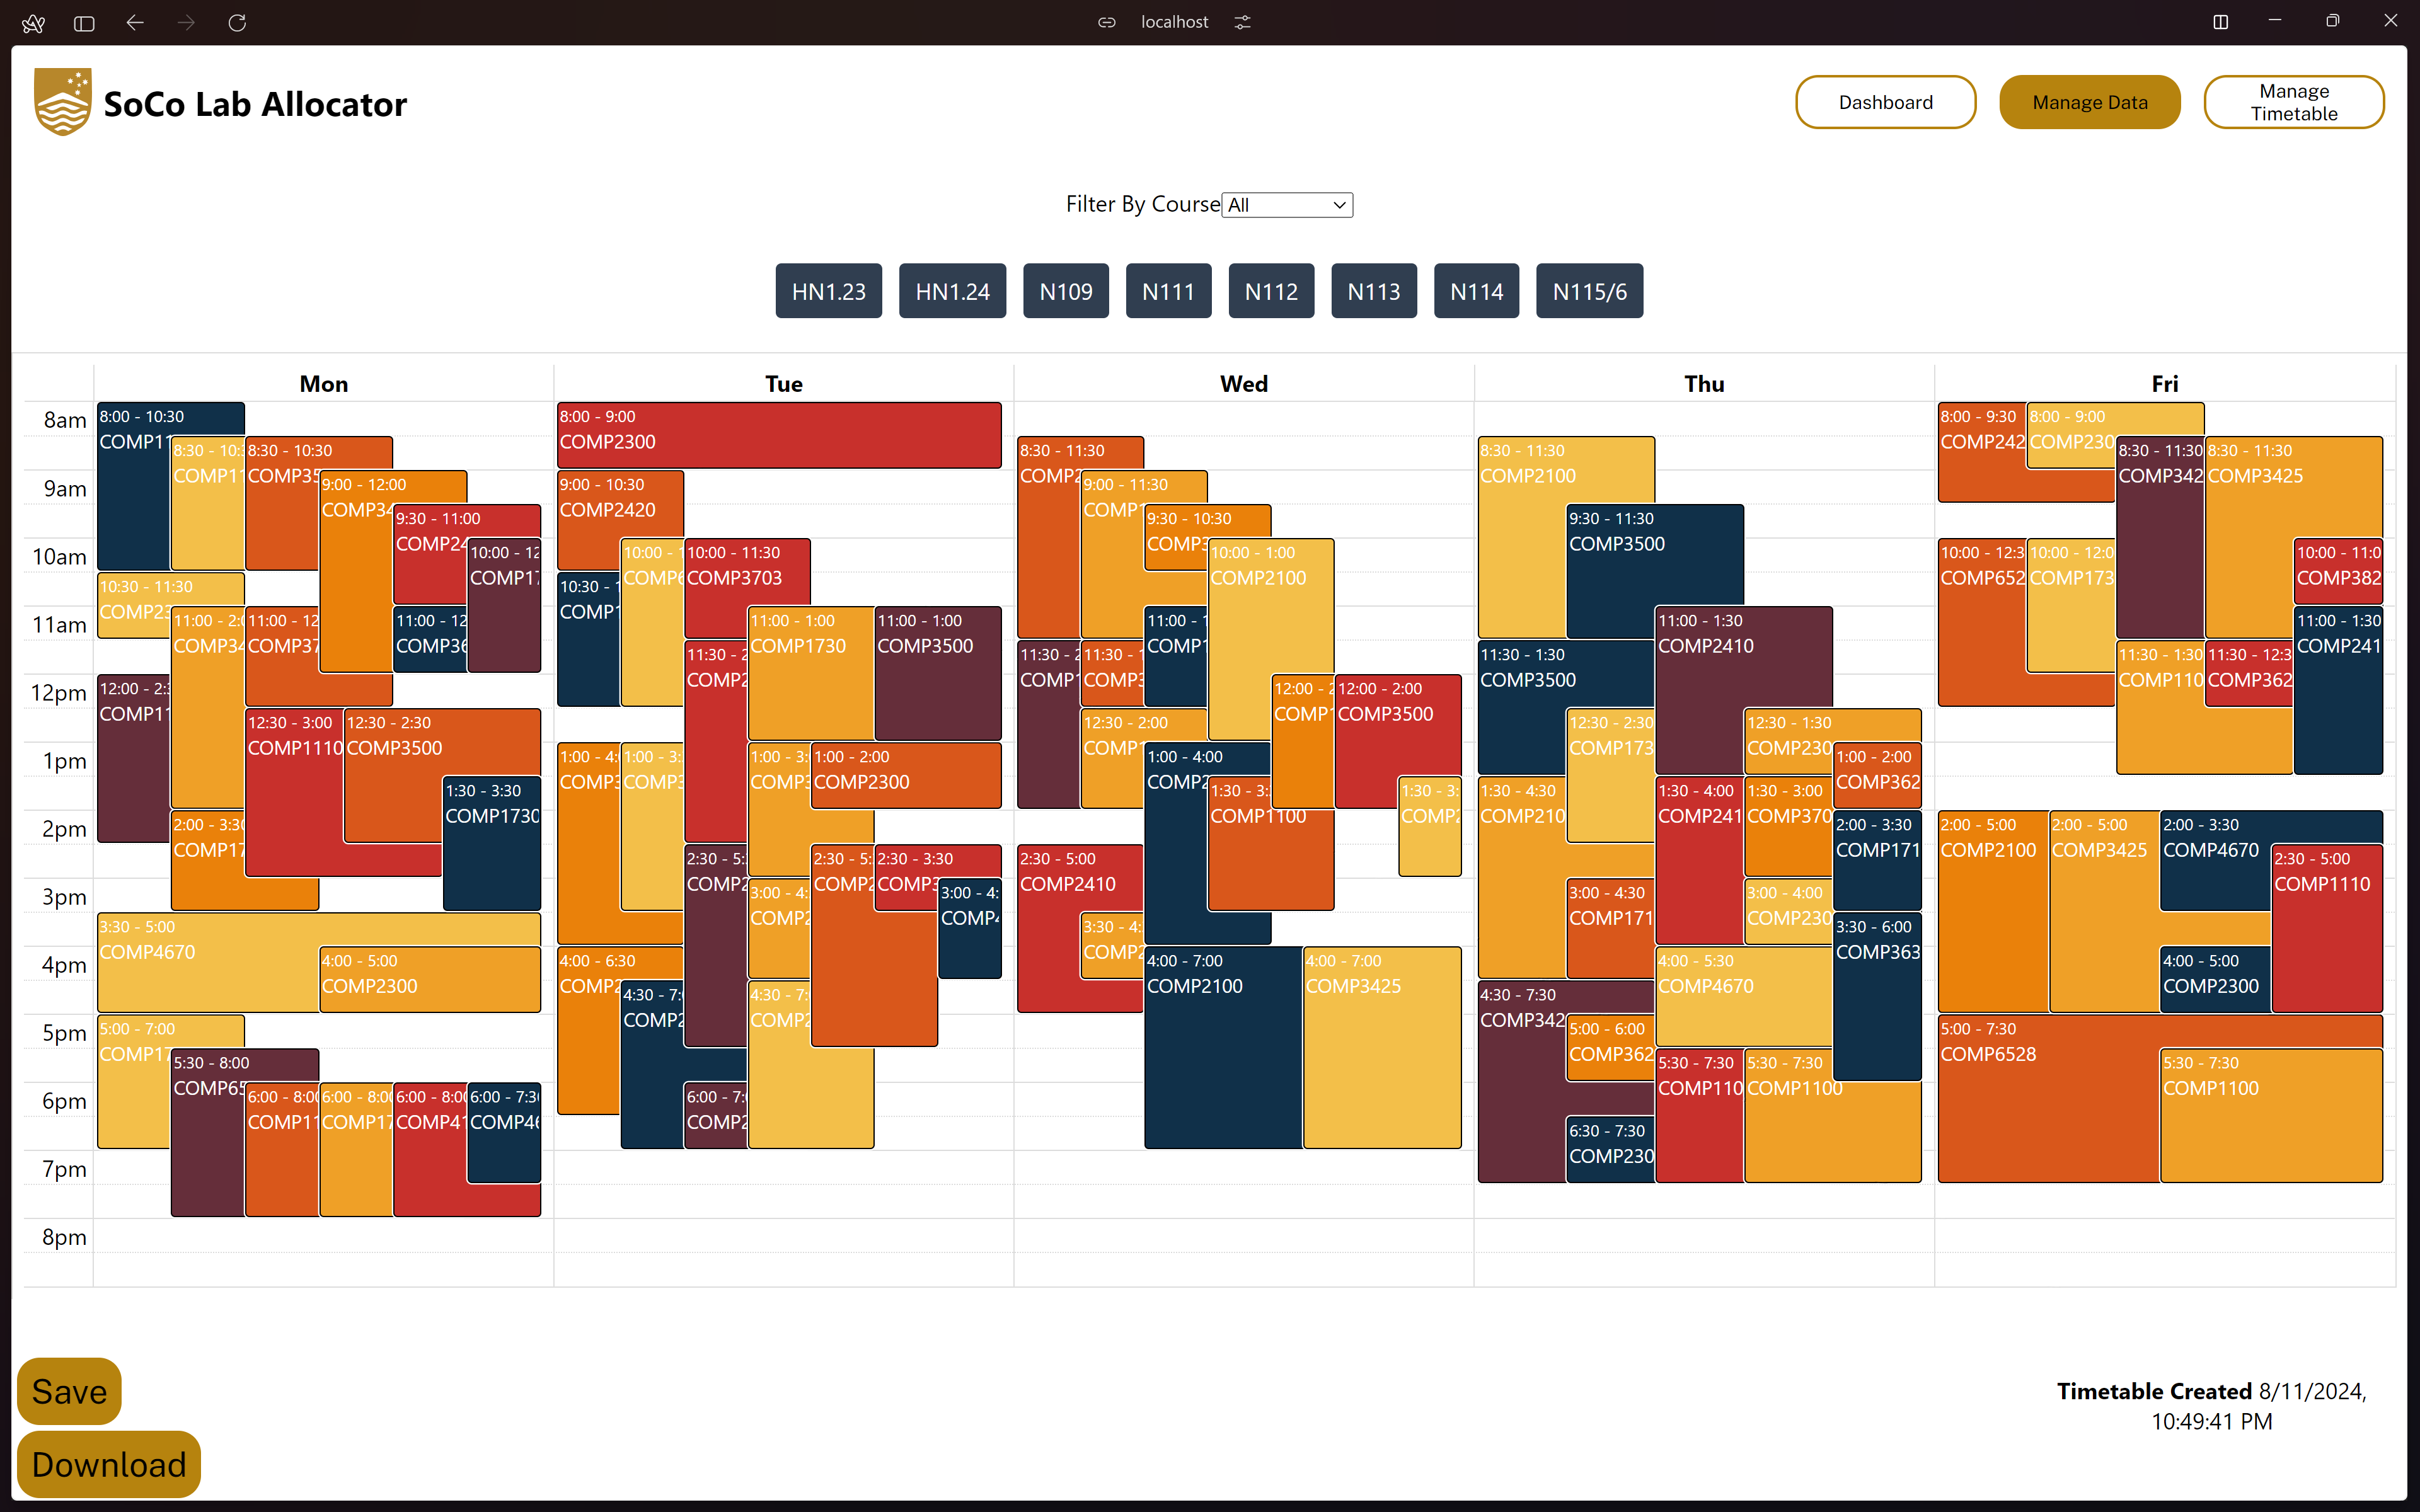 localhost
SoCo Lab Allocator
Dashboard
Manage Data
Manage
Timetable
Filter By Course
All
HN1.23
HN1.24
N109
N111
N112
N113
N114
N115/6
Mon
Tue
Wed
Thu
Fri
8am
9am
10am
11am
12pm
1pm
2pm
3pm
4pm
5pm
6pm
7pm
8pm
8:00 - 10:30
COMP11
8:30 - 10:
COMP1
8:30 - 10:30
COMP35
9:00 - 12:00
COMP34
9:30 - 11:00
COMP24
10:00 - 12
COMP17
10:30 - 11:30
COMP23
11:00 - 2:0
COMP34
11:00 - 12
COMP37
11:00 - 12
COMP36
12:00 - 2:3
COMP11
12:30 - 3:00
COMP1110
12:30 - 2:30
COMP3500
1:30 - 3:30
COMP1730
2:00 - 3:30
COMP17
3:30 - 5:00
COMP4670
4:00 - 5:00
COMP2300
5:00 - 7:00
COMP17
5:30 - 8:00
COMP65
6:00 - 8:00
COMP11
6:00 - 8:00
COMP17
6:00 - 8:00
COMP41
6:00 - 7:30
COMP46
8:00 - 9:00
COMP2300
9:00 - 10:30
COMP2420
10:00 - 1
COMP6
10:00 - 11:30
COMP3703
10:30 - 1
COMP1
11:00 - 1:00
COMP1730
11:00 - 1:00
COMP3500
11:30 - 2
COMP2
1:00 - 4:
COMP3
1:00 - 3:
COMP3
1:00 - 3:
COMP3
1:00 - 2:00
COMP2300
2:30 - 5:
COMP2
2:30 - 5:
COMP2
2:30 - 3:30
COMP3
3:00 - 4:
COMP2
3:00 - 4:
COMP4
4:00 - 6:30
COMP2
4:30 - 7:
COMP2
4:30 - 7:
COMP2
6:00 - 7:
COMP2
8:30 - 11:30
COMP2
9:00 - 11:30
COMP1
9:30 - 10:30
COMP3
10:00 - 1:00
COMP2100
11:00 - 1
COMP1
11:30 - 2
COMP1
11:30 - 1
COMP3
12:00 - 2
COMP1
12:00 - 2:00
COMP3500
12:30 - 2:00
COMP1
1:00 - 4:00
COMP2
1:30 - 3:
COMP1100
1:30 - 3:
COMP2
2:30 - 5:00
COMP2410
3:30 - 4:
COMP2
4:00 - 7:00
COMP2100
4:00 - 7:00
COMP3425
8:30 - 11:30
COMP2100
9:30 - 11:30
COMP3500
11:00 - 1:30
COMP2410
11:30 - 1:30
COMP3500
12:30 - 2:30
COMP173
12:30 - 1:30
COMP230
1:00 - 2:00
COMP362
1:30 - 4:30
COMP210
1:30 - 4:00
COMP241
1:30 - 3:00
COMP370
2:00 - 3:30
COMP171
3:00 - 4:30
COMP171
3:00 - 4:00
COMP230
3:30 - 6:00
COMP363
4:00 - 5:30
COMP4670
4:30 - 7:30
COMP342
5:00 - 6:00
COMP362
5:30 - 7:30
COMP110
5:30 - 7:30
COMP1100
6:30 - 7:30
COMP230
8:00 - 9:30
COMP242
8:00 - 9:00
COMP230
8:30 - 11:30
COMP342
8:30 - 11:30
COMP3425
10:00 - 12:3
COMP652
10:00 - 12:0
COMP173
10:00 - 11:0
COMP382
11:00 - 1:30
COMP241
11:30 - 1:30
COMP110
11:30 - 12:3
COMP362
2:00 - 5:00
COMP2100
2:00 - 5:00
COMP3425
2:00 - 3:30
COMP4670
2:30 - 5:00
COMP1110
4:00 - 5:00
COMP2300
5:00 - 7:30
COMP6528
5:30 - 7:30
COMP1100
Save
Download
Timetable Created 8/11/2024,
10:49:41 PM